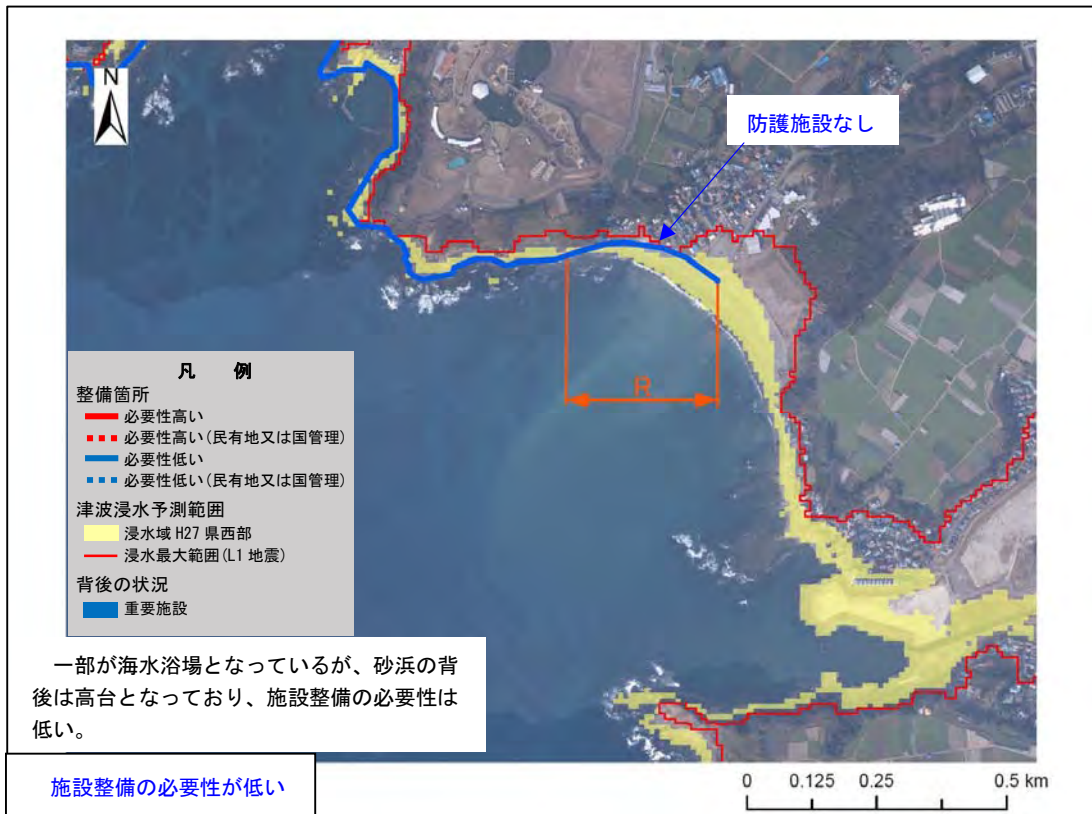 N
防護施設なし
R
凡 例
整備箇所
必要性高い
必要性高い(民有地又は国管理)
必要性低い
必要性低い(民有地又は国管理)
津波浸水予測範囲
浸水域 H27 県西部
浸水最大範囲(L1 地震)
背後の状況
重要施設
一部が海水浴場となっているが、砂浜の背
後は高台となっており、施設整備の必要性は
低い。
施設整備の必要性が低い
0 0.125 0.25 0.5 km